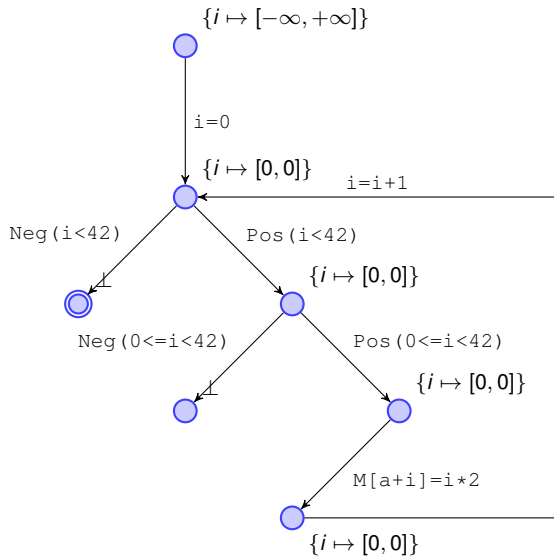 {i ↦ [−∞, +∞]}
i=0
{i ↦ [0, 0]}
i=i+1
Neg(i<42)
Pos(i<42)
⊥
{i ↦ [0, 0]}
Neg(0<=i<42)
Pos(0<=i<42)
⊥
{i ↦ [0, 0]}
M[a+i]=i*2
{i ↦ [0, 0]}